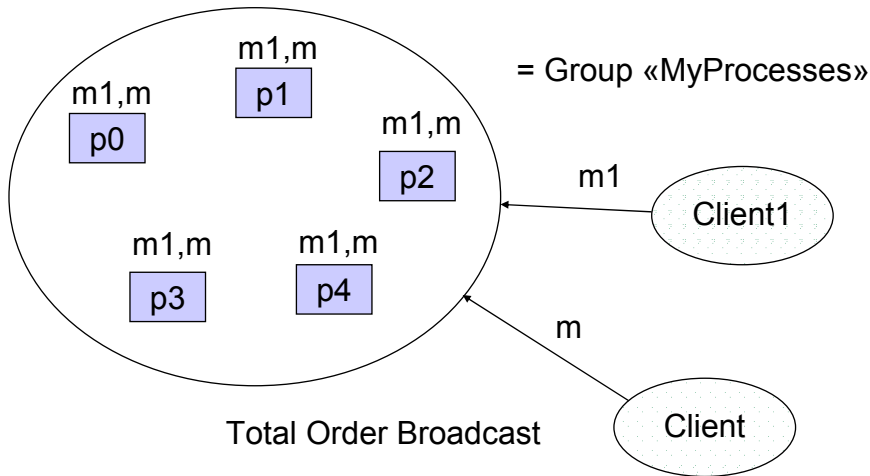 m1,m
p1
= Group «MyProcesses»
m1,m
p0
m1,m
p2
m1
Client1
m1,m
p3
m1,m
p4
m
Total Order Broadcast
Client